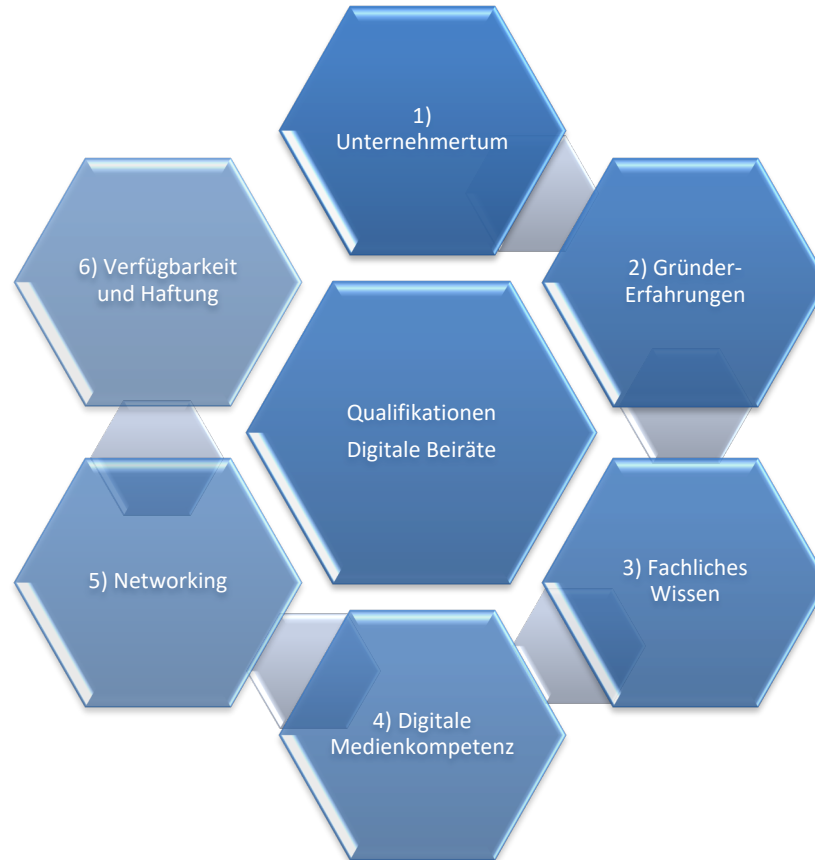 1)
Unternehmertum
2) Gründer-
Erfahrungen
3) Fachliches
Wissen
4) Digitale
Medienkompetenz
5) Networking
6) Verfügbarkeit
und Haftung
Qualifikationen
Digitale Beiräte